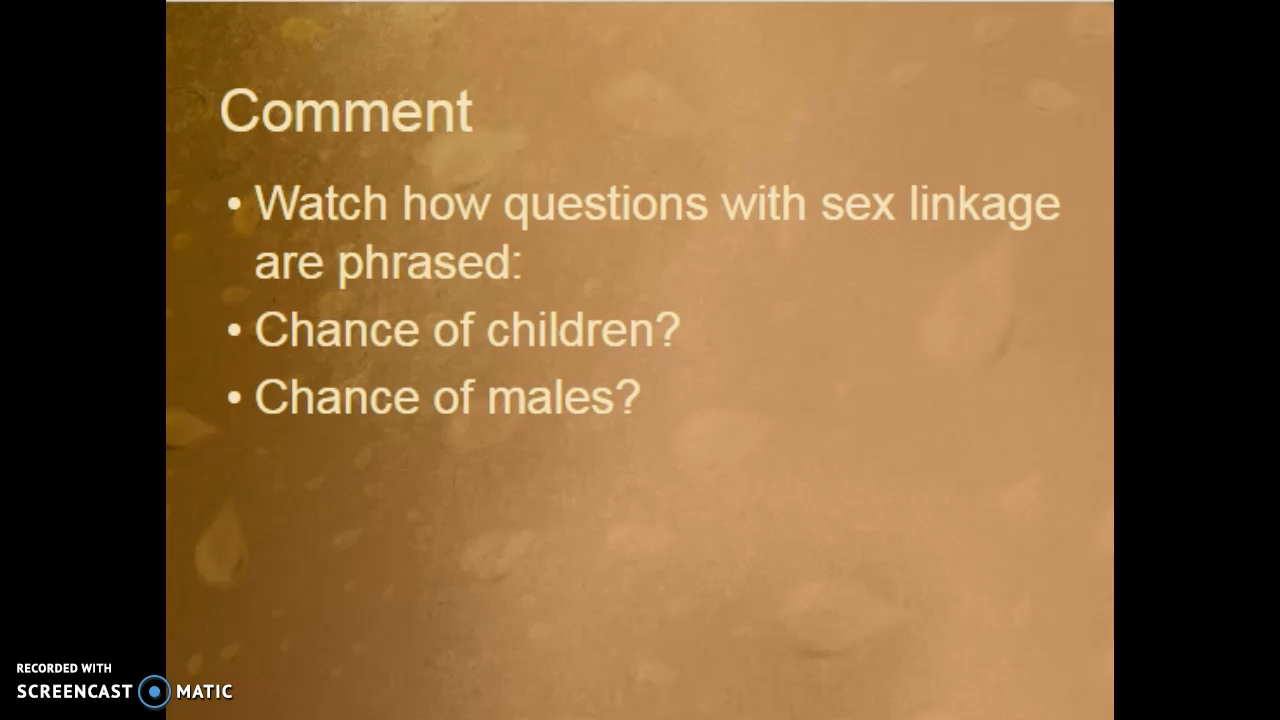 Comment
• Watch how questions with sex linkage
are phrased:
• Chance of children?
• Chance of males?
RECORDED WITH
SCREENCAST MATIC